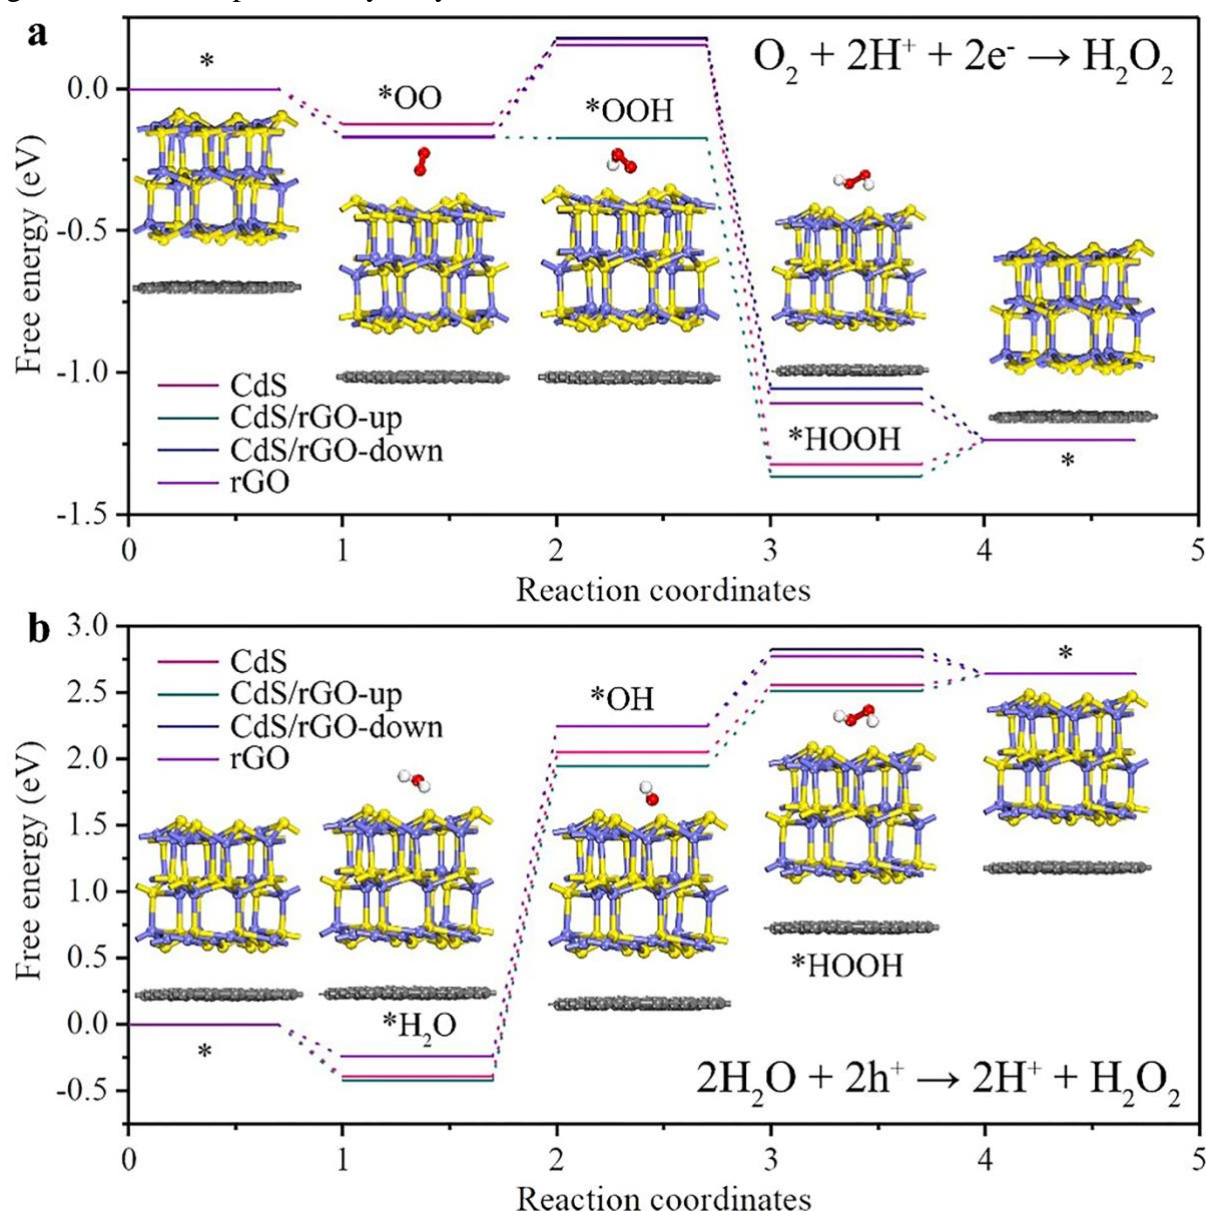 a
O₂ + 2H⁺ + 2e⁻ → H₂O₂
*
*OO
*OOH
*HOOH
*
0.0
-0.5
-1.0
-1.5
Free energy (eV)
CdS
CdS/rGO-up
CdS/rGO-down
rGO
0 1 2 3 4 5
Reaction coordinates
b
3.0
2.5
2.0
1.5
1.0
0.5
0.0
-0.5
Free energy (eV)
CdS
CdS/rGO-up
CdS/rGO-down
rGO
*
*H₂O
*OH
*HOOH
*
2H₂O + 2h⁺ → 2H⁺ + H₂O₂
0 1 2 3 4 5
Reaction coordinates